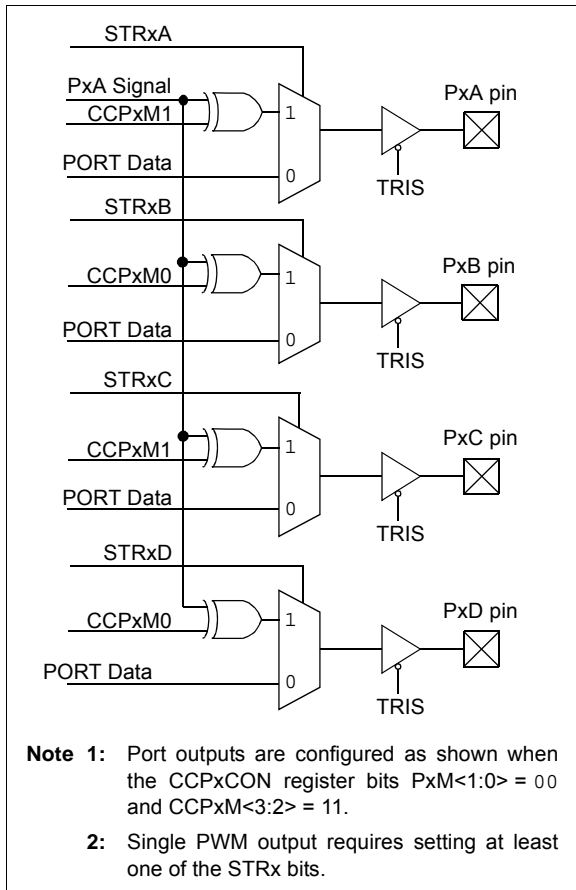 STRxA
PxA Signal
CCPxM1
PORT Data
1
0
TRIS
PxA pin
STRxB
CCPxM0
PORT Data
1
0
TRIS
PxB pin
STRxC
CCPxM1
PORT Data
1
0
TRIS
PxC pin
STRxD
CCPxM0
PORT Data
1
0
TRIS
PxD pin
Note 1: Port outputs are configured as shown when
the CCPxCON register bits PxM<1:0> = 00
and CCPxM<3:2> = 11.
2: Single PWM output requires setting at least
one of the STRx bits.